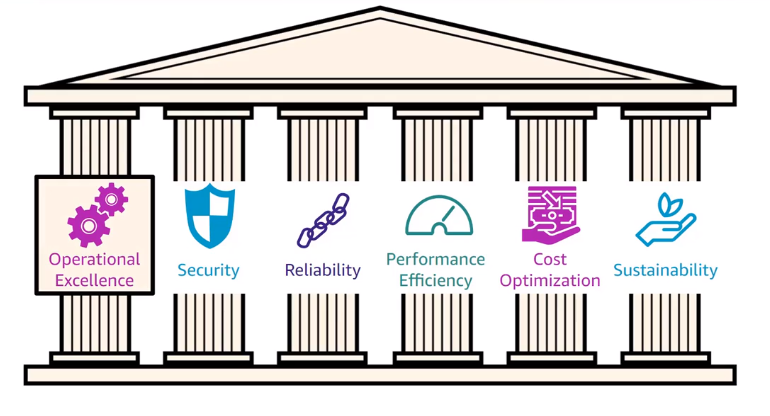 Operational
Excellence
Security
Reliability
Performance
Efficiency
Cost
Optimization
Sustainability